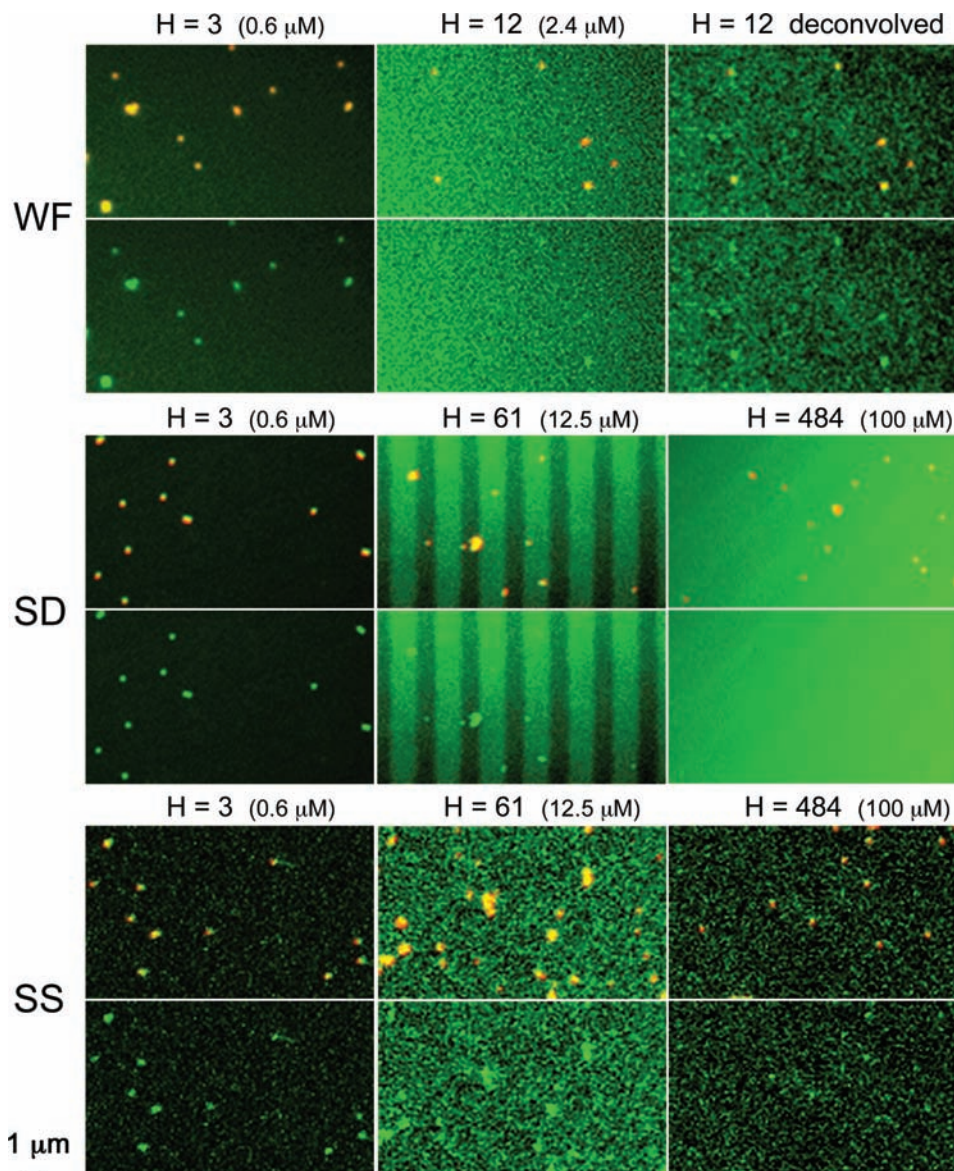 H = 3 (0.6 μM) H = 12 (2.4 μM) H = 12 deconvolved
WF
H = 3 (0.6 μM) H = 61 (12.5 μM) H = 484 (100 μM)
SD
H = 3 (0.6 μM) H = 61 (12.5 μM) H = 484 (100 μM)
SS
1 μm